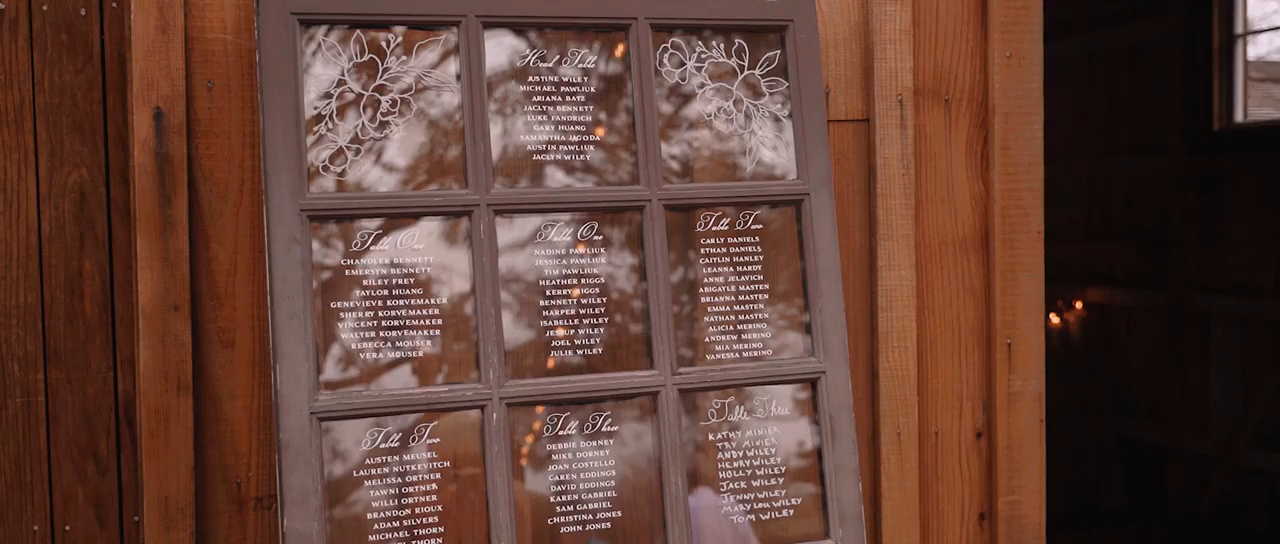 Head Table
JUSTINE WILEY
MICHAEL PAWLIUK
ARIANA BATZ
JACLYN BENNETT
LUKE FANDRICH
GARY HUANG
SAMANTHA JAGODA
AUSTIN PAWLIUK
JACLYN WILEY
Table One
CHANDLER BENNETT
EMERSYN BENNETT
RILEY FREY
TAYLOR HUANG
GENEVIEVE KORVEMAKER
SHERRY KORVEMAKER
VINCENT KORVEMAKER
WALTER KORVEMAKER
REBECCA MOUSER
VERA MOUSER
Table One
NADINE PAWLIUK
JESSICA PAWLIUK
TIM PAWLIUK
HEATHER RIGGS
KERRY RIGGS
BENNETT WILEY
HARPER WILEY
ISABELLE WILEY
JESSUP WILEY
JOEL WILEY
JULIE WILEY
Table Two
CARLY DANIELS
ETHAN DANIELS
CAITLIN HANLEY
LEANNA HARDY
ANNE JELAVICH
ABIGAYLE MASTEN
BRIANNA MASTEN
EMMA MASTEN
NATHAN MASTEN
ALICIA MERINO
ANDREW MERINO
MIA MERINO
VANESSA MERINO
Table Two
AUSTEN MEUSEL
LAUREN NUTKEVITCH
MELISSA ORTNER
TAWNI ORTNER
WILLI ORTNER
BRANDON RIOUX
ADAM SILVERS
MICHAEL THORN
THORN
Table Three
DEBBIE DORNEY
MIKE DORNEY
JOAN COSTELLO
CAREN EDDINGS
DAVID EDDINGS
KAREN GABRIEL
SAM GABRIEL
CHRISTINA JONES
JOHN JONES
Table Three
KATHY MINIER
TRY MINIER
ANDY WILEY
HENRY WILEY
HOLLY WILEY
JACK WILEY
JENNY WILEY
MARY LOU WILEY
TOM WILEY